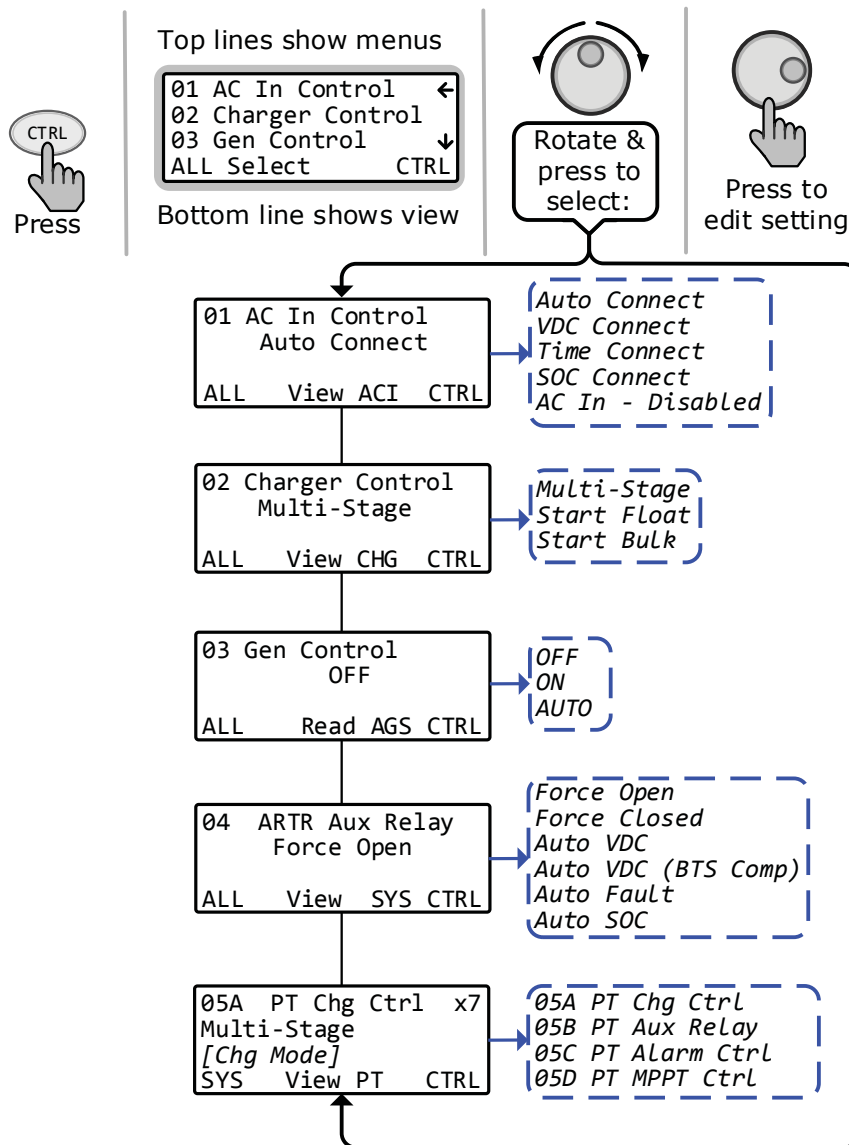 Top lines show menus
01 AC In Control ←
02 Charger Control
03 Gen Control ↓
ALL Select CTRL
Bottom line shows view
CTRL
Press
Rotate &
press to
select:
Press to
edit setting
01 AC In Control
Auto Connect
ALL View ACI CTRL
Auto Connect
VDC Connect
Time Connect
SOC Connect
AC In - Disabled
02 Charger Control
Multi-Stage
ALL View CHG CTRL
Multi-Stage
Start Float
Start Bulk
03 Gen Control
OFF
ALL Read AGS CTRL
OFF
ON
AUTO
04 ARTR Aux Relay
Force Open
ALL View SYS CTRL
Force Open
Force Closed
Auto VDC
Auto VDC (BTS Comp)
Auto Fault
Auto SOC
05A PT Chg Ctrl x7
Multi-Stage
[Chg Mode]
SYS View PT CTRL
05A PT Chg Ctrl
05B PT Aux Relay
05C PT Alarm Ctrl
05D PT MPPT Ctrl